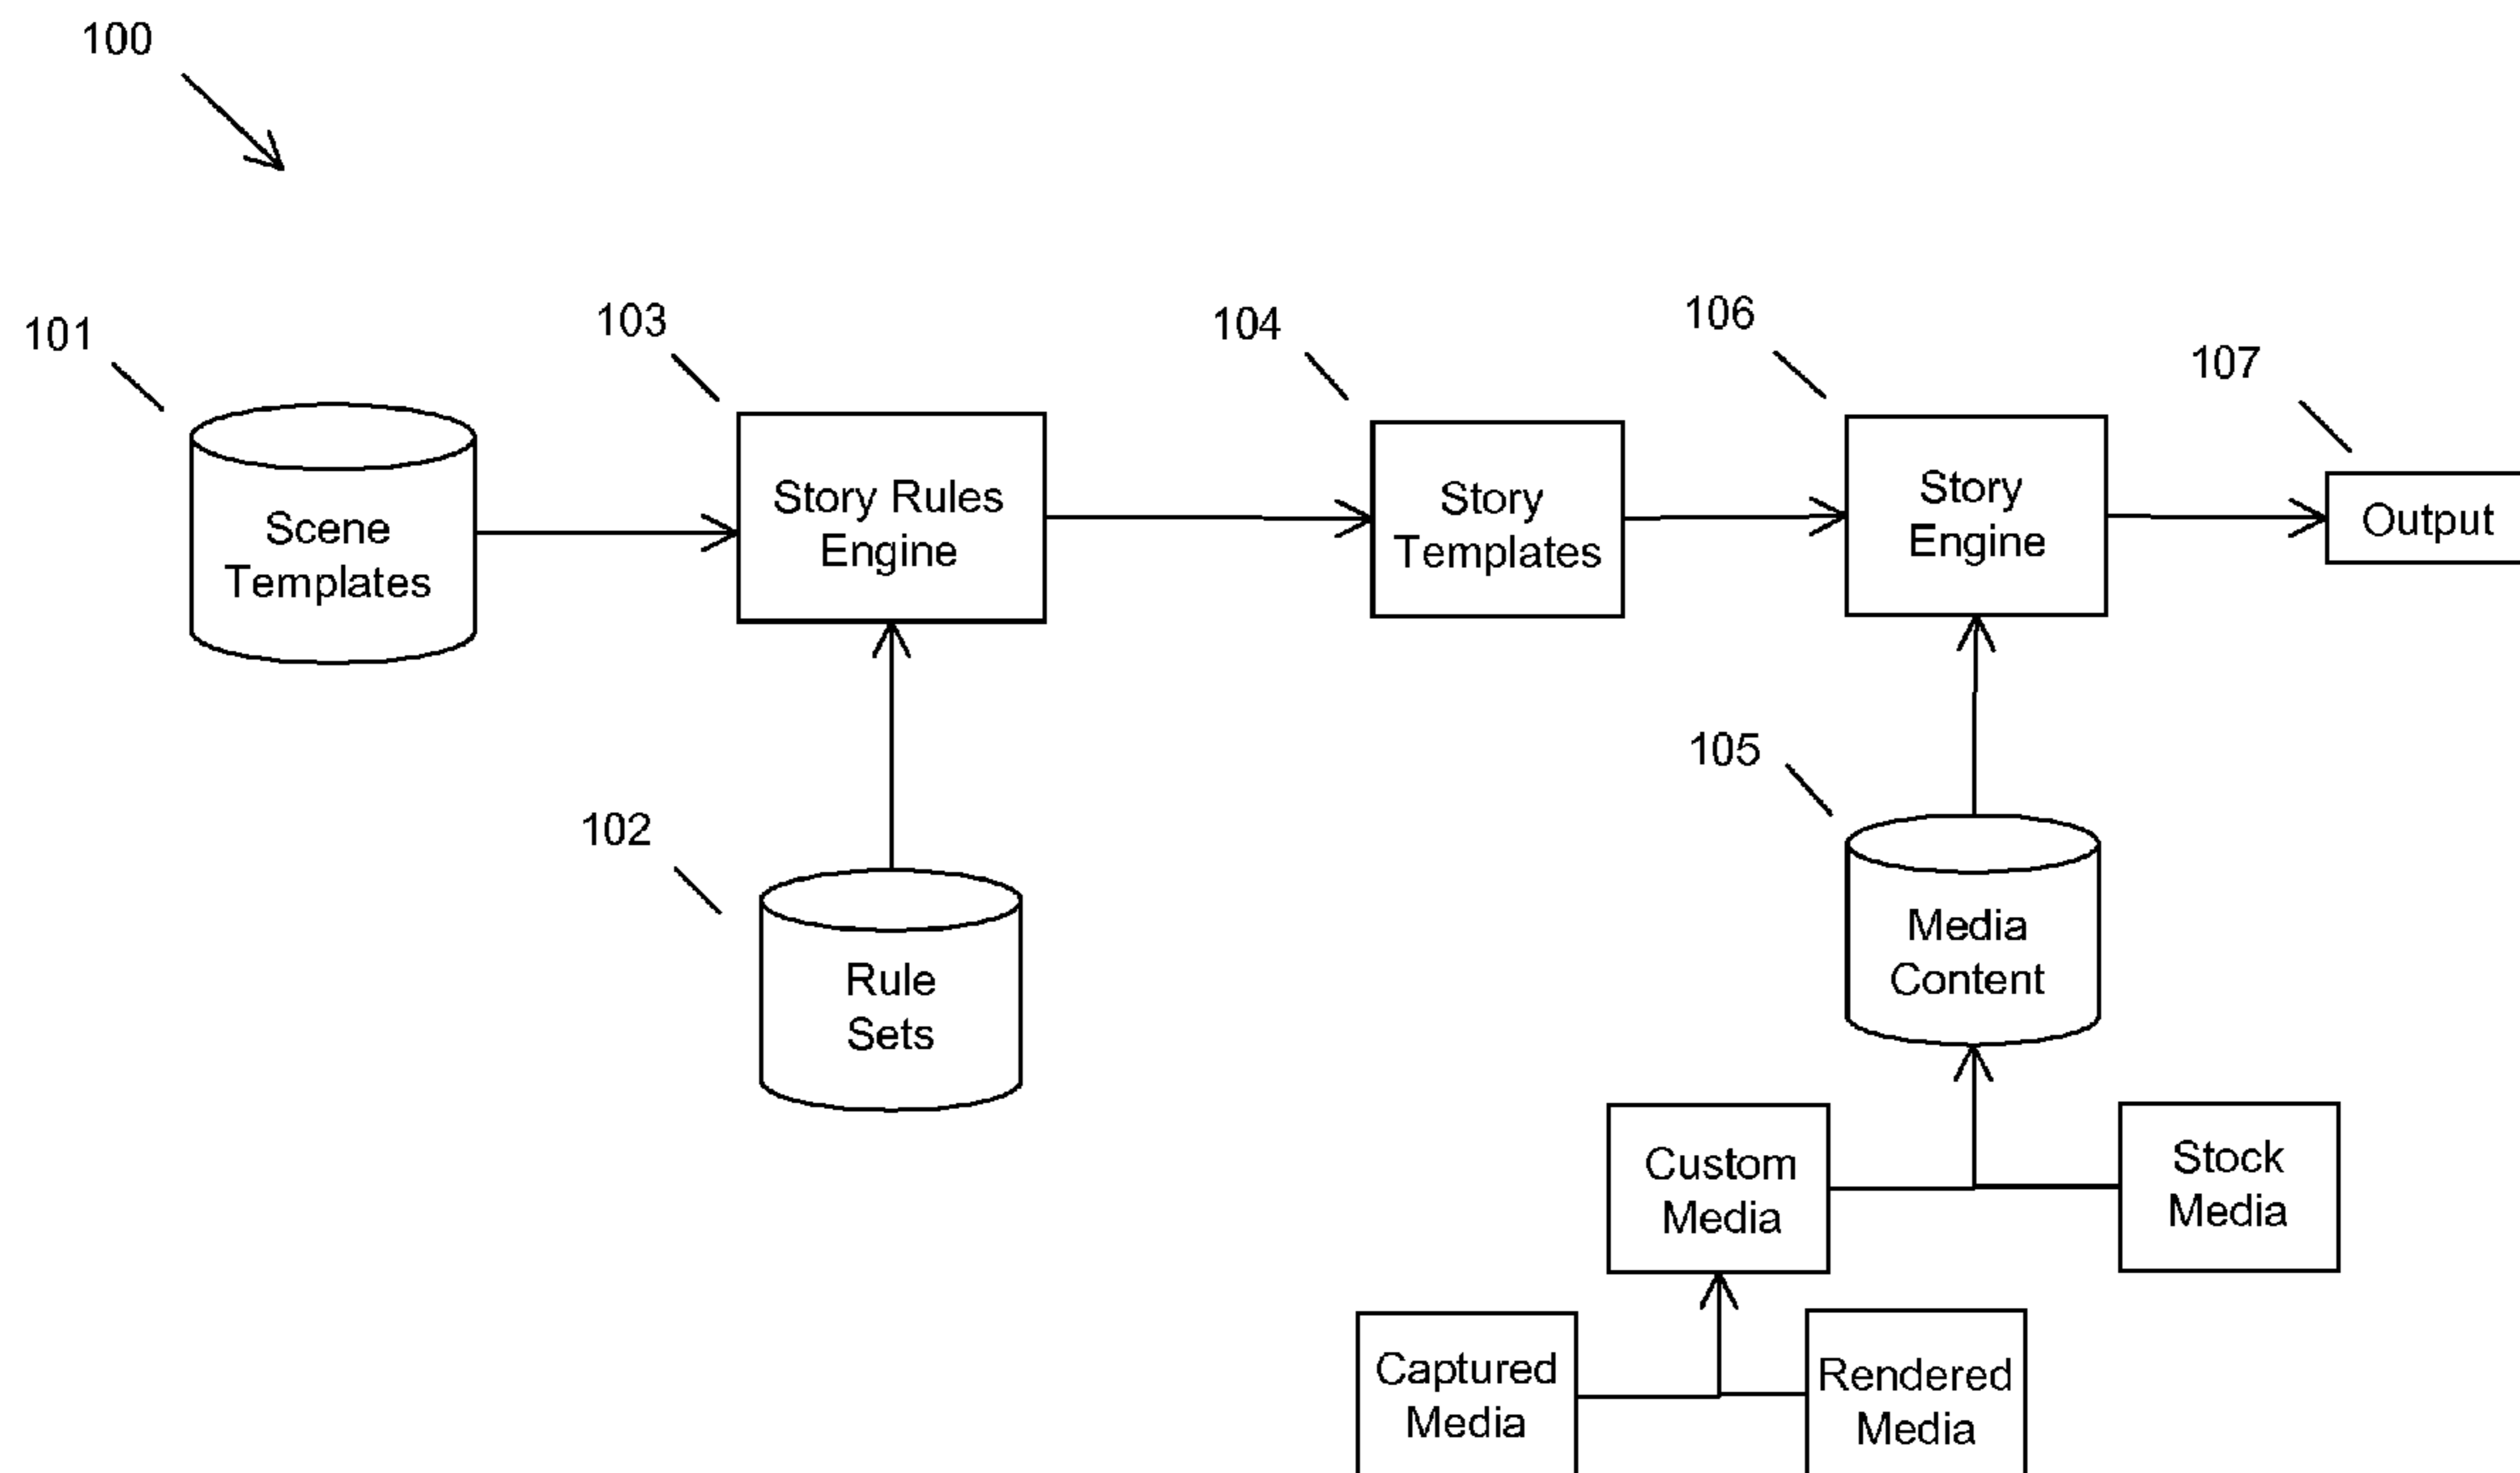 100
101
103
104
106
107
Scene
Templates
Story Rules
Engine
Story
Templates
Story
Engine
Output
102
105
Rule
Sets
Media
Content
Custom
Media
Stock
Media
Captured
Media
Rendered
Media